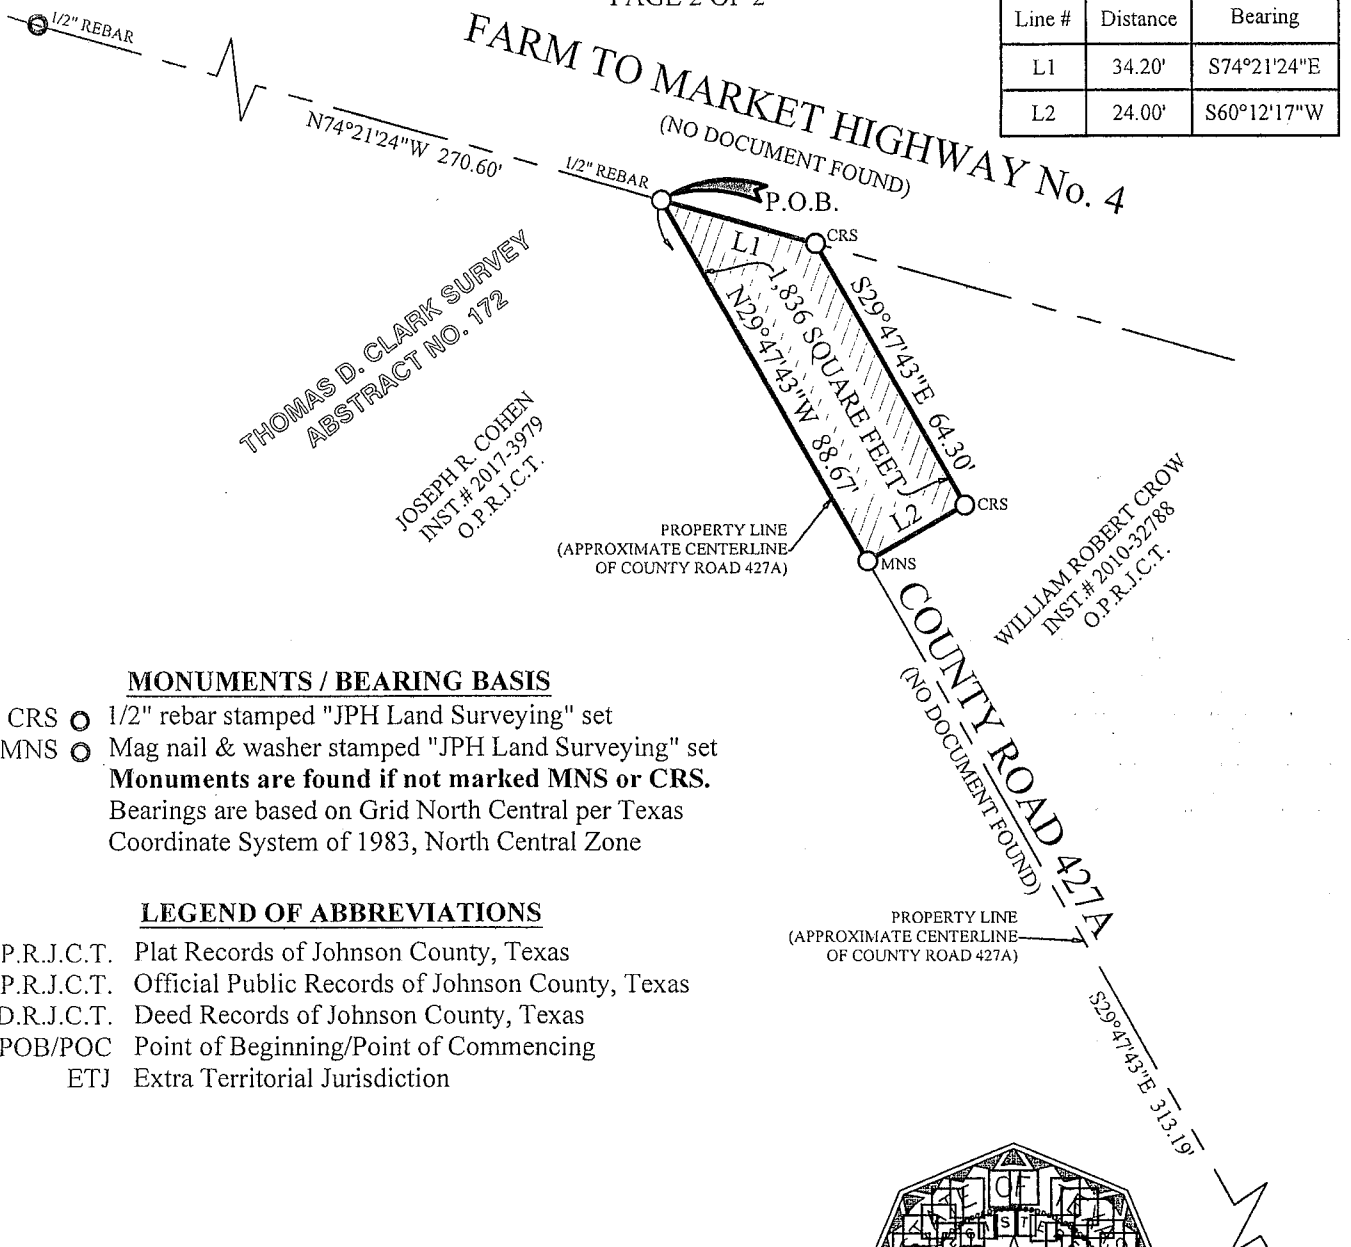 PAGE 2 OF 2
Line # Distance Bearing
L1 34.20' S74°21'24"E
L2 24.00' S60°12'17"W
1/2" REBAR
FARM TO MARKET HIGHWAY No. 4
(NO DOCUMENT FOUND)
N74°21'24"W 270.60'
1/2" REBAR
P.O.B.
CRS
L1
THOMAS D. CLARK SURVEY
ABSTRACT NO. 172
S29°47'43"E 64.30'
1,836 SQUARE FEET
N29°47'43"W 88.67'
JOSEPH R. COHEN
INST.# 2017-3979
O.P.R.J.C.T.
L2
CRS
PROPERTY LINE
(APPROXIMATE CENTERLINE
OF COUNTY ROAD 427A)
MNS
WILLIAM ROBERT CROW
INST.# 2010-32788
O.P.R.J.C.T.
COUNTY ROAD 427A
(NO DOCUMENT FOUND)
MONUMENTS / BEARING BASIS
CRS 1/2" rebar stamped "JPH Land Surveying" set
MNS Mag nail & washer stamped "JPH Land Surveying" set
Monuments are found if not marked MNS or CRS.
Bearings are based on Grid North Central per Texas
Coordinate System of 1983, North Central Zone
LEGEND OF ABBREVIATIONS
P.R.J.C.T. Plat Records of Johnson County, Texas
P.R.J.C.T. Official Public Records of Johnson County, Texas
D.R.J.C.T. Deed Records of Johnson County, Texas
POB/POC Point of Beginning/Point of Commencing
ETJ Extra Territorial Jurisdiction
PROPERTY LINE
(APPROXIMATE CENTERLINE
OF COUNTY ROAD 427A)
S29°47'43"E 313.19'
OF